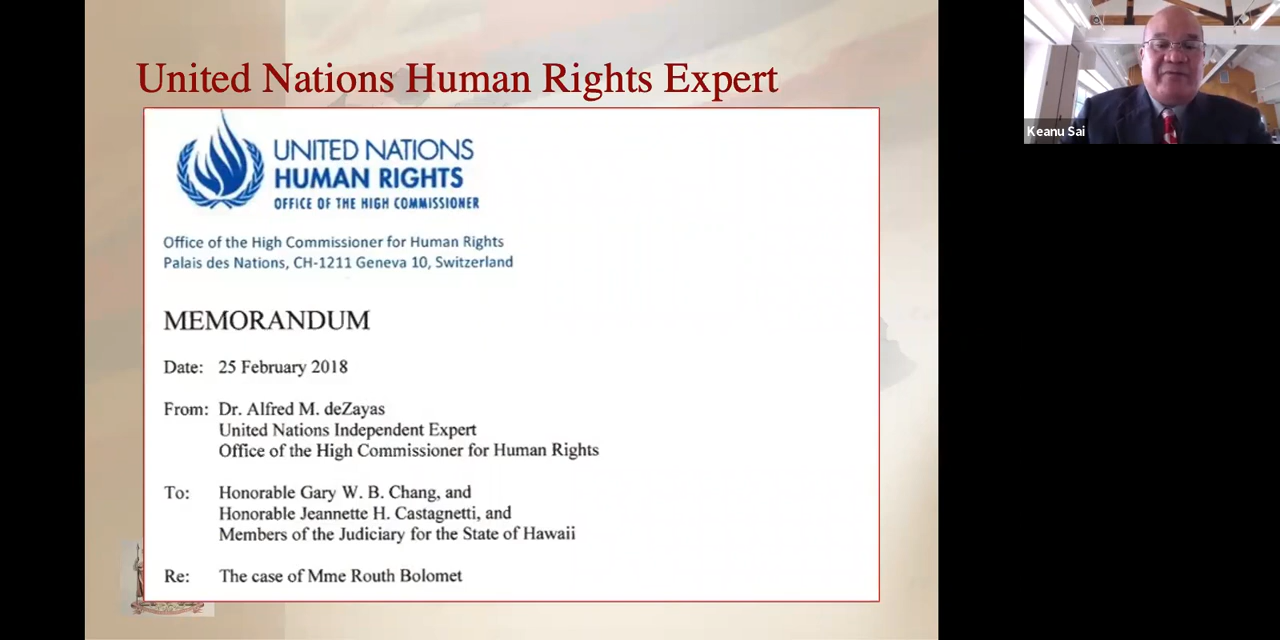 United Nations Human Rights Expert
UNITED NATIONS
HUMAN RIGHTS
OFFICE OF THE HIGH COMMISSIONER
Office of the High Commissioner for Human Rights
Palais des Nations, CH-1211 Geneva 10, Switzerland
MEMORANDUM
Date: 25 February 2018
From: Dr. Alfred M. deZayas
United Nations Independent Expert
Office of the High Commissioner for Human Rights
To: Honorable Gary W. B. Chang, and
Honorable Jeannette H. Castagnetti, and
Members of the Judiciary for the State of Hawaii
Re: The case of Mme Routh Bolomet
Keanu Sai